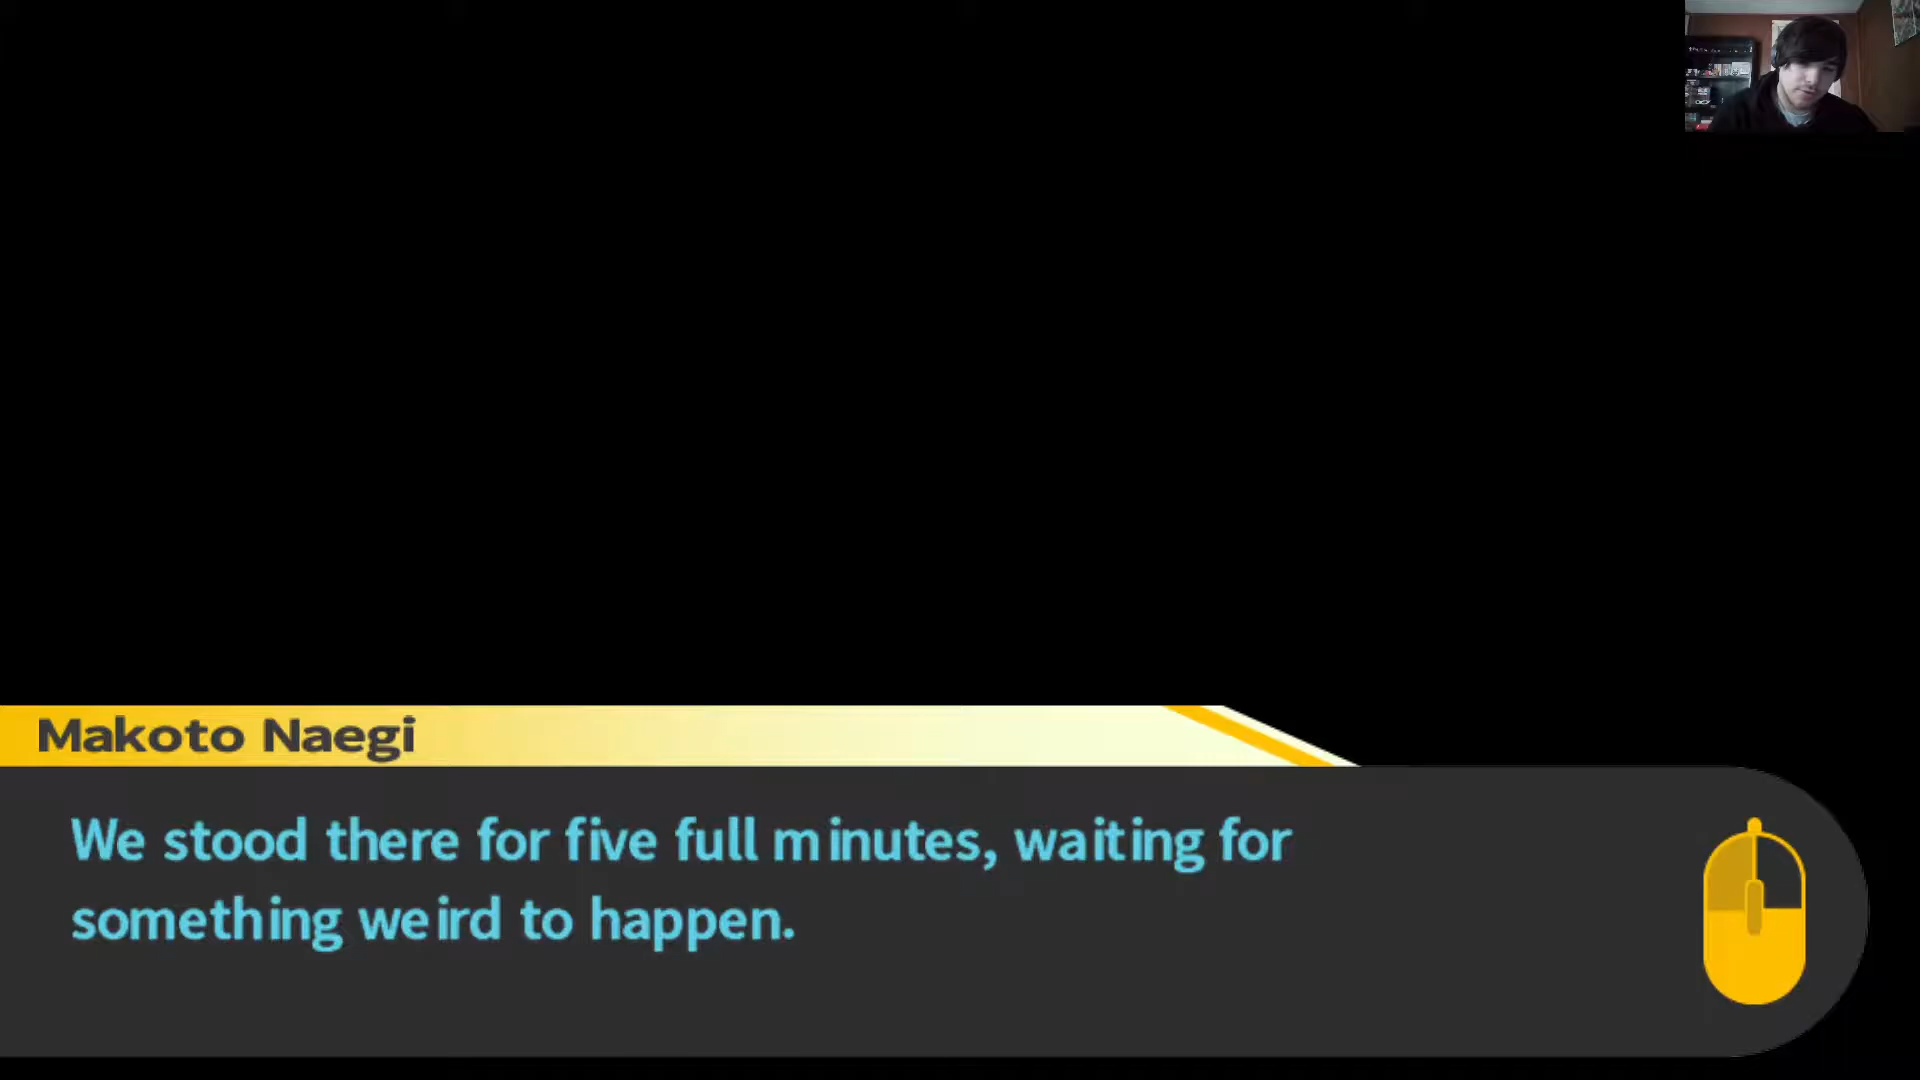 Makoto Naegi
We stood there for five full minutes, waiting for
something weird to happen.